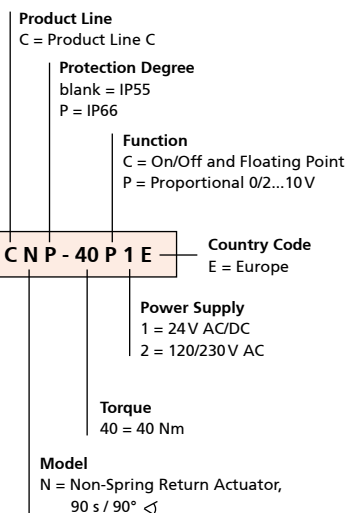 Product Line
C = Product Line C
Protection Degree
blank = IP55
P = IP66
Function
C = On/Off and Floating Point
P = Proportional 0/2...10 V
C N P - 40 P 1 E
Country Code
E = Europe
Power Supply
1 = 24 V AC/DC
2 = 120/230 V AC
Torque
40 = 40 Nm
Model
N = Non-Spring Return Actuator,
90 s / 90° ∢